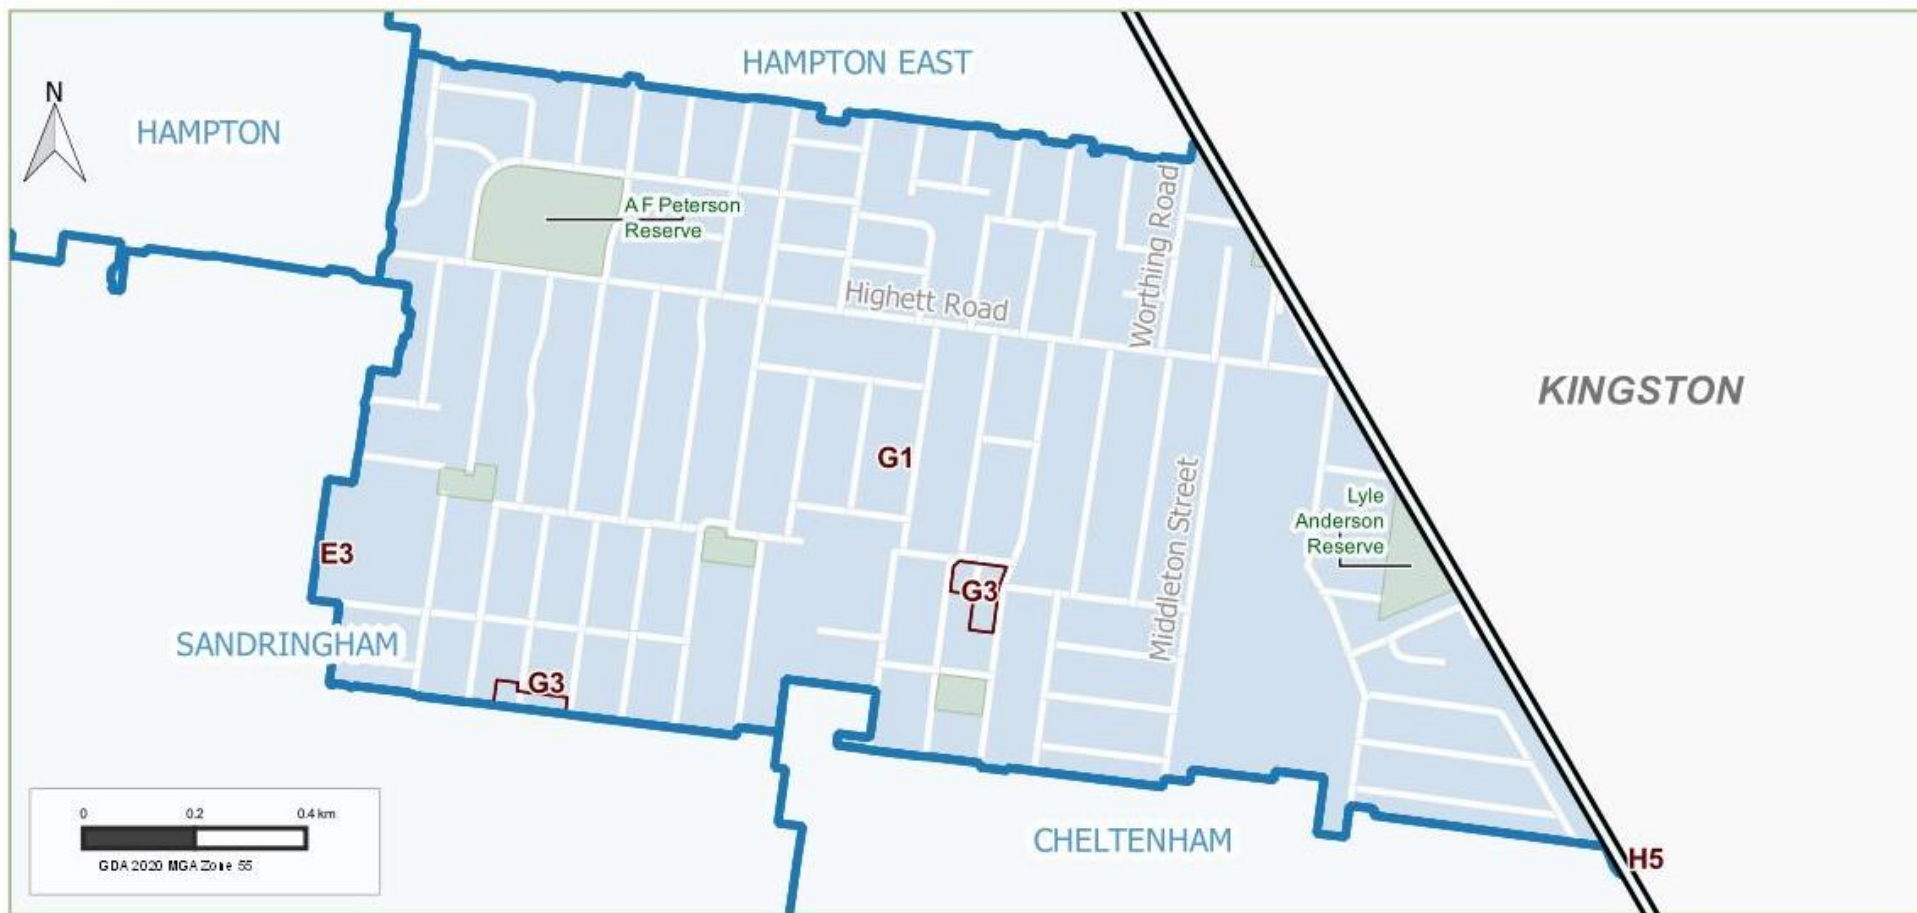 HAMPTON EAST
N
HAMPTON
A F Peterson
Reserve
Worthing Road
Highett Road
KINGSTON
G1
Lyle
Anderson
Reserve
Middleton Street
E3
G3
SANDRINGHAM
G3
0 0.2 0.4 km
GDA 2020 MGA Zone 55
CHELTENHAM
H5